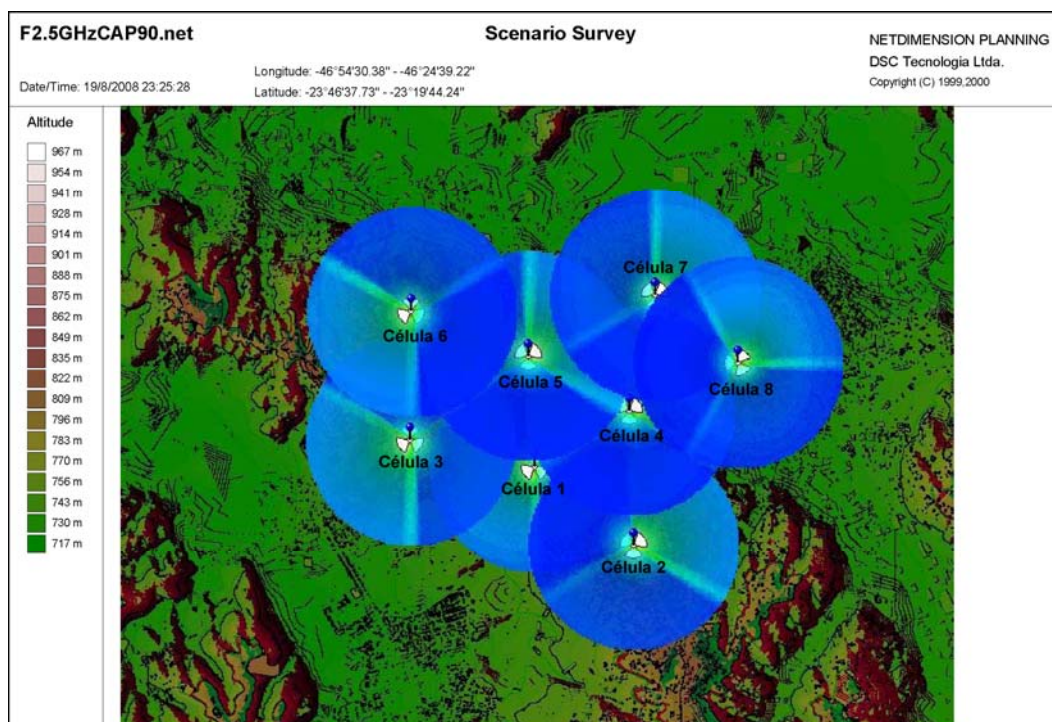 F2.5GHzCAP90.net
Scenario Survey
NETDIMENSION PLANNING
DSC Tecnologia Ltda.
Copyright (C) 1999,2000
Date/Time: 19/8/2008 23:25:28
Longitude: -46°54'30.38" - -46°24'39.22"
Latitude: -23°46'37.73" - -23°19'44.24"
Altitude
967 m
954 m
941 m
928 m
914 m
901 m
888 m
875 m
862 m
849 m
835 m
822 m
809 m
796 m
783 m
770 m
756 m
743 m
730 m
717 m
Célula 7
Célula 6
Célula 8
Célula 5
Célula 4
Célula 3
Célula 1
Célula 2